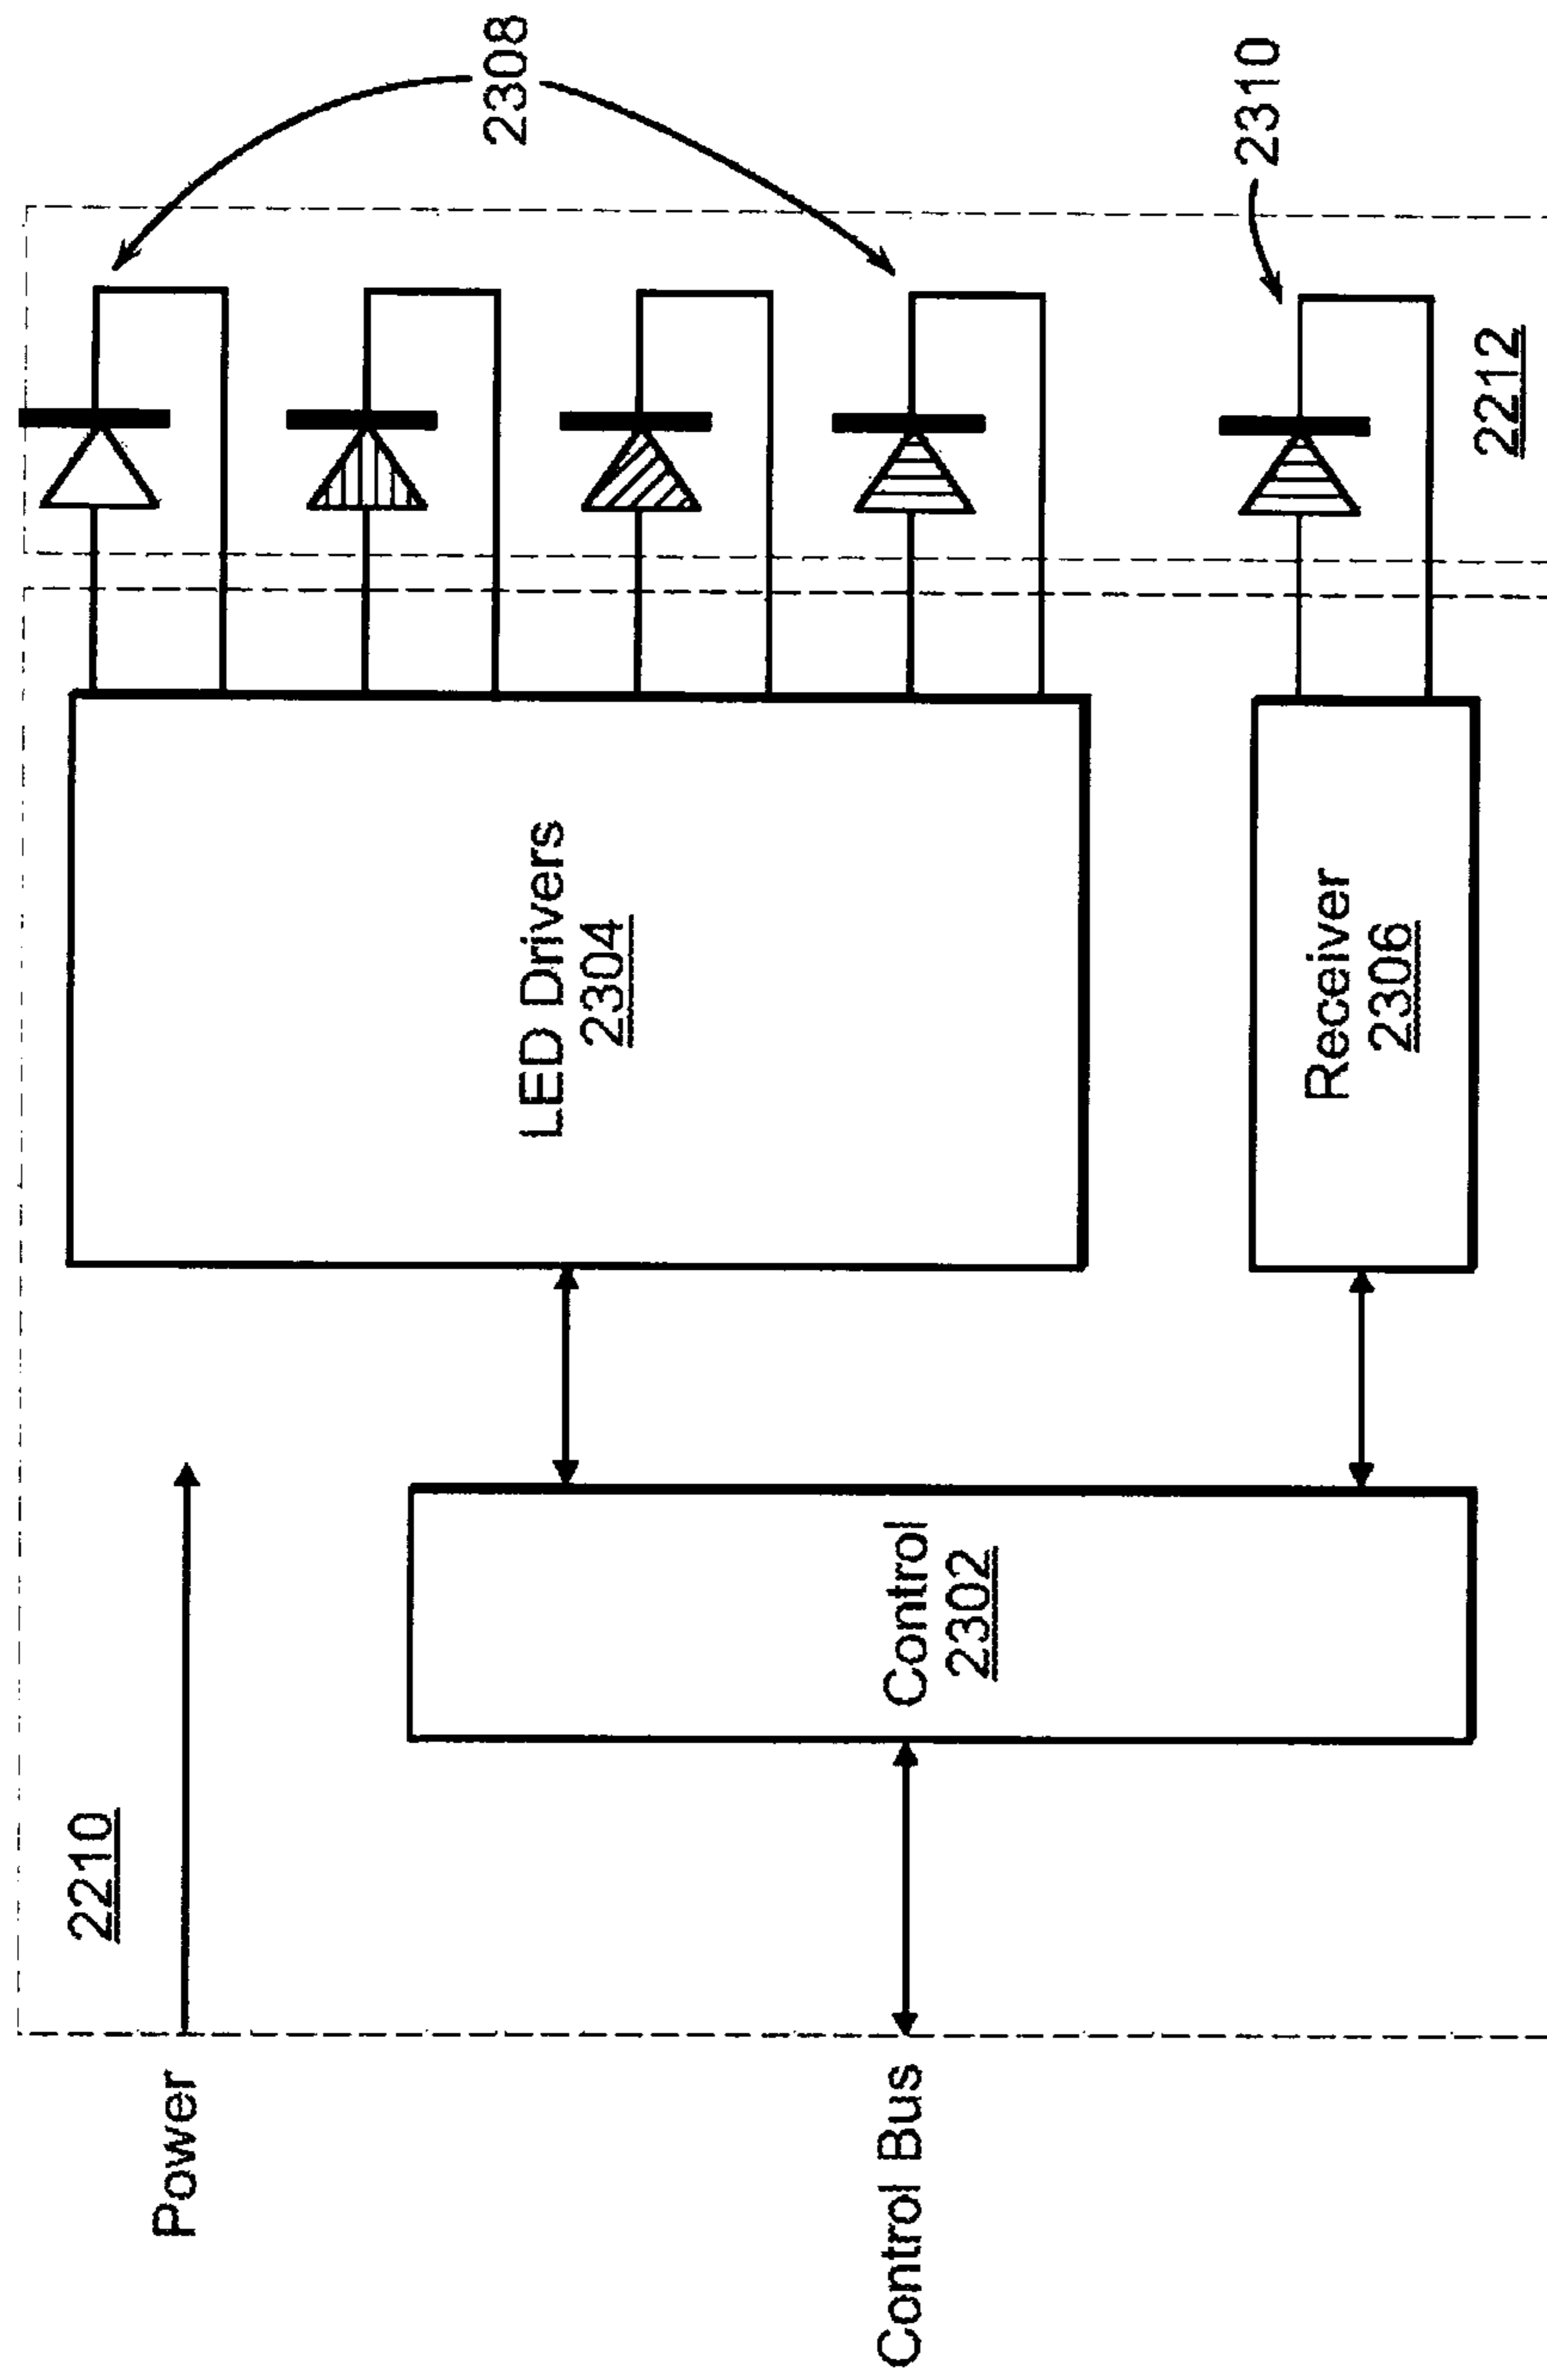 Power
2210
Control Bus
Control
2302
LED Drivers
2304
Receiver
2306
2308
2310
2212